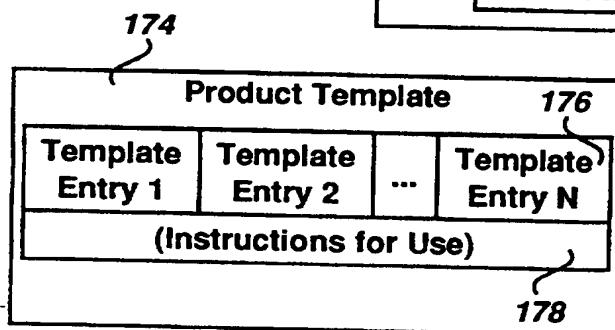 174
Product Template 176
Template Entry 1 Template Entry 2 ... Template Entry N
(Instructions for Use)
178